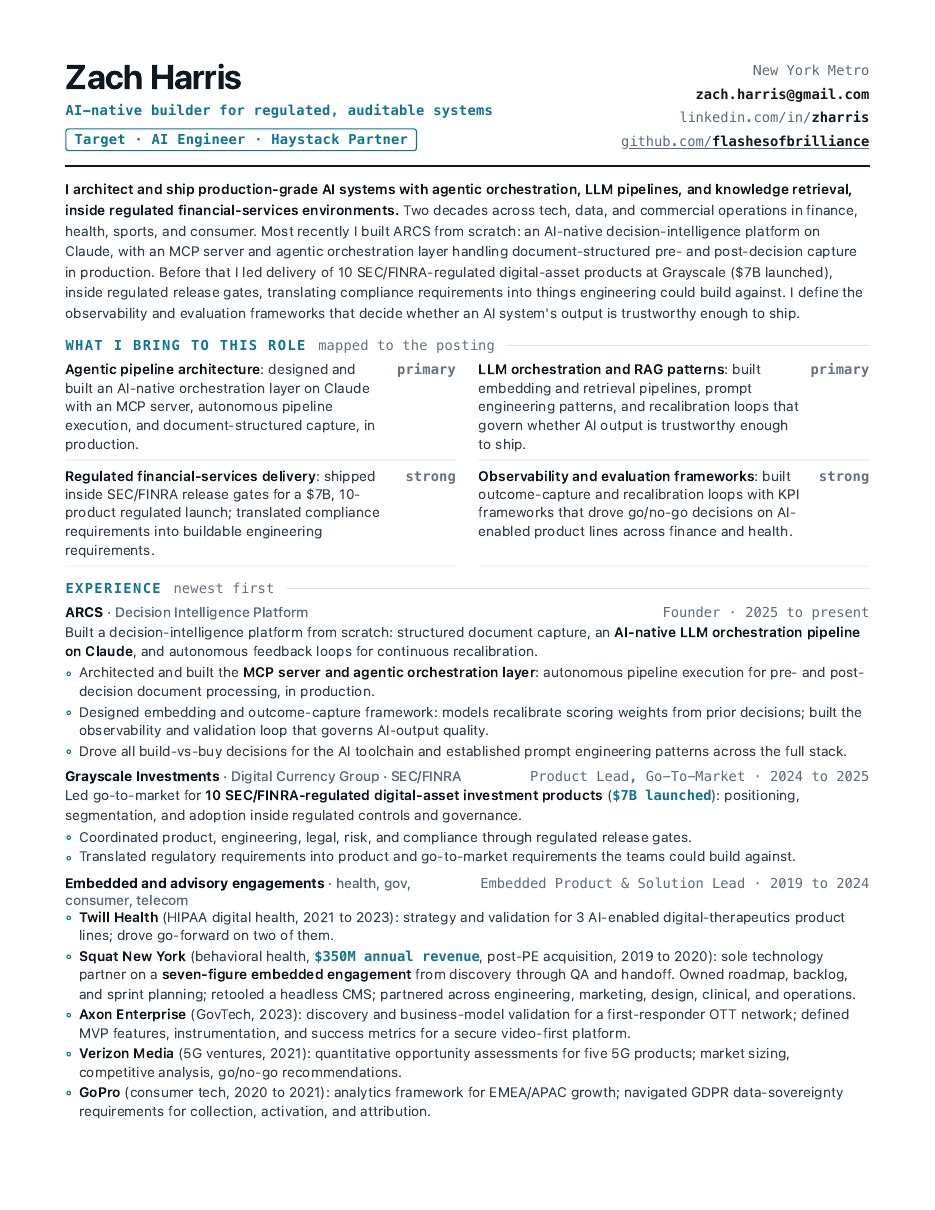 Zach Harris
AI–native builder for regulated, auditable systems
Target · AI Engineer · Haystack Partner
New York Metro
zach.harris@gmail.com
linkedin.com/in/zharris
github.com/flashesofbrilliance
I architect and ship production-grade AI systems with agentic orchestration, LLM pipelines, and knowledge retrieval,
inside regulated financial-services environments. Two decades across tech, data, and commercial operations in finance,
health, sports, and consumer. Most recently I built ARCS from scratch: an AI-native decision-intelligence platform on
Claude, with an MCP server and agentic orchestration layer handling document-structured pre- and post-decision capture
in production. Before that I led delivery of 10 SEC/FINRA-regulated digital-asset products at Grayscale ($7B launched),
inside regulated release gates, translating compliance requirements into things engineering could build against. I define the
observability and evaluation frameworks that decide whether an AI system's output is trustworthy enough to ship.
WHAT I BRING TO THIS ROLE mapped to the posting
Agentic pipeline architecture: designed and
built an AI-native orchestration layer on Claude
with an MCP server, autonomous pipeline
execution, and document-structured capture, in
production.
primary
LLM orchestration and RAG patterns: built
embedding and retrieval pipelines, prompt
engineering patterns, and recalibration loops that
govern whether AI output is trustworthy enough
to ship.
primary
Regulated financial-services delivery: shipped
inside SEC/FINRA release gates for a $7B, 10-
product regulated launch; translated compliance
requirements into buildable engineering
requirements.
strong
Observability and evaluation frameworks: built
outcome-capture and recalibration loops with KPI
frameworks that drove go/no-go decisions on AI-
enabled product lines across finance and health.
strong
EXPERIENCE newest first
ARCS · Decision Intelligence Platform
Founder · 2025 to present
Built a decision-intelligence platform from scratch: structured document capture, an AI-native LLM orchestration pipeline
on Claude, and autonomous feedback loops for continuous recalibration.
Architected and built the MCP server and agentic orchestration layer: autonomous pipeline execution for pre- and post-
decision document processing, in production.
Designed embedding and outcome-capture framework: models recalibrate scoring weights from prior decisions; built the
observability and validation loop that governs AI-output quality.
Drove all build-vs-buy decisions for the AI toolchain and established prompt engineering patterns across the full stack.
Grayscale Investments · Digital Currency Group · SEC/FINRA
Product Lead, Go–To–Market · 2024 to 2025
Led go-to-market for 10 SEC/FINRA-regulated digital-asset investment products ($7B launched): positioning,
segmentation, and adoption inside regulated controls and governance.
Coordinated product, engineering, legal, risk, and compliance through regulated release gates.
Translated regulatory requirements into product and go-to-market requirements the teams could build against.
Embedded and advisory engagements · health, gov,
consumer, telecom
Embedded Product & Solution Lead · 2019 to 2024
Twill Health (HIPAA digital health, 2021 to 2023): strategy and validation for 3 AI-enabled digital-therapeutics product
lines; drove go-forward on two of them.
Squat New York (behavioral health, $350M annual revenue, post-PE acquisition, 2019 to 2020): sole technology
partner on a seven-figure embedded engagement from discovery through QA and handoff. Owned roadmap, backlog,
and sprint planning; retooled a headless CMS; partnered across engineering, marketing, design, clinical, and operations.
Axon Enterprise (GovTech, 2023): discovery and business-model validation for a first-responder OTT network; defined
MVP features, instrumentation, and success metrics for a secure video-first platform.
Verizon Media (5G ventures, 2021): quantitative opportunity assessments for five 5G products; market sizing,
competitive analysis, go/no-go recommendations.
GoPro (consumer tech, 2020 to 2021): analytics framework for EMEA/APAC growth; navigated GDPR data-sovereignty
requirements for collection, activation, and attribution.